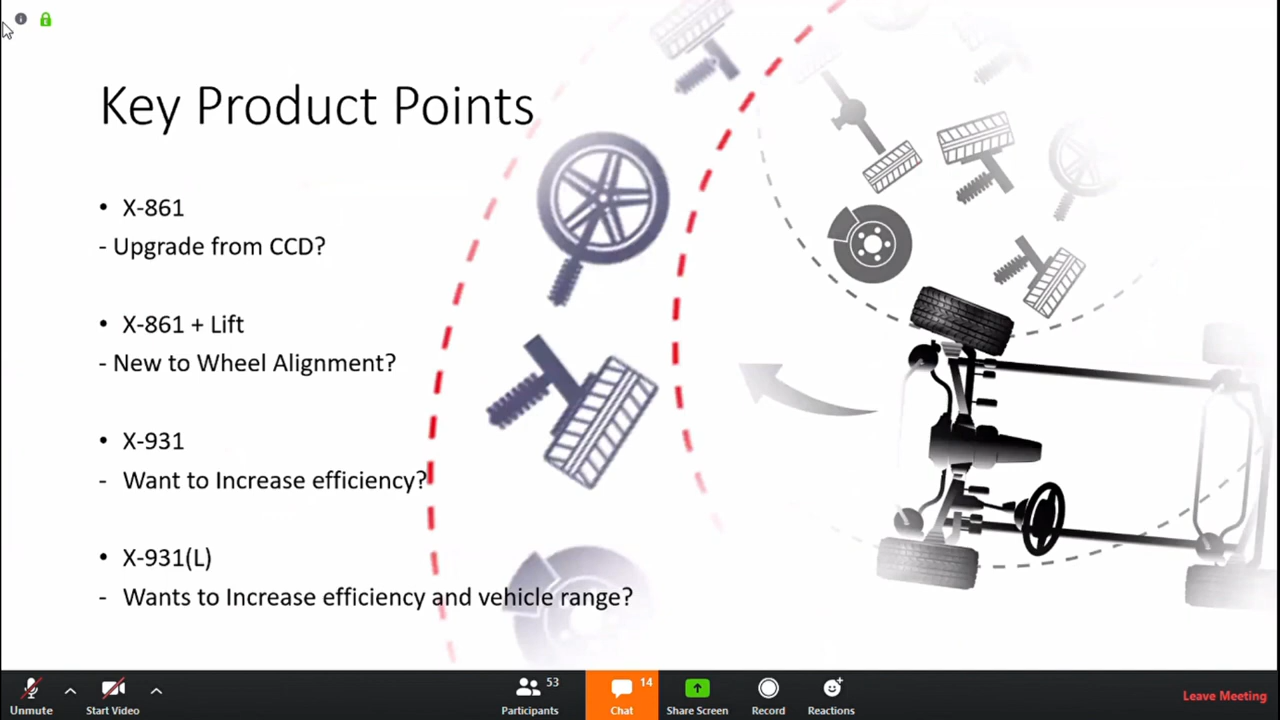 Key Product Points
• X-861
- Upgrade from CCD?
• X-861 + Lift
- New to Wheel Alignment?
• X-931
- Want to Increase efficiency?
• X-931(L)
- Wants to Increase efficiency and vehicle range?
Unmute
Start Video
53
Participants
14
Chat
Share Screen
Record
Reactions
Leave Meeting